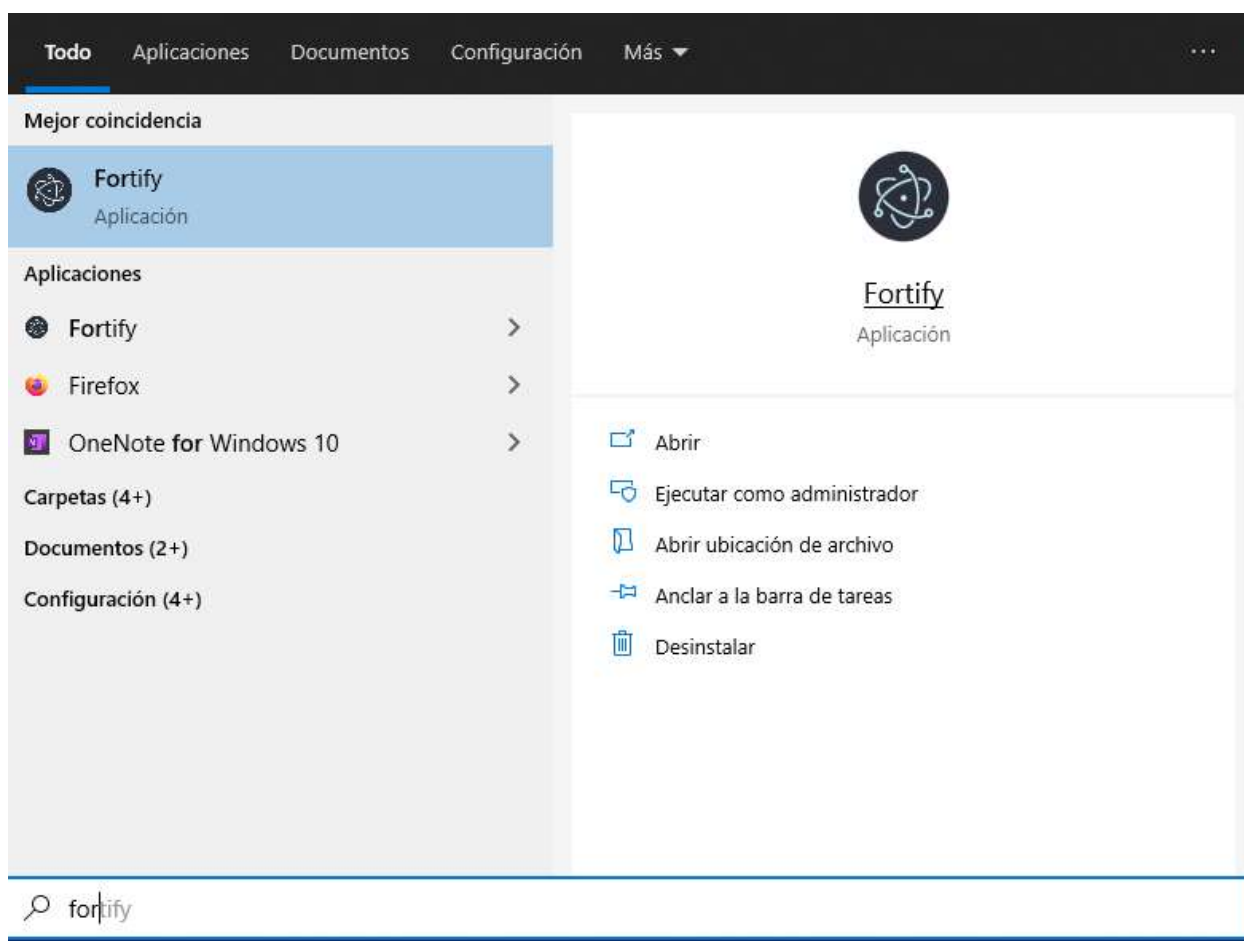 Todo Aplicaciones Documentos Configuración Más ...
Mejor coincidencia
Fortify
Aplicación
Aplicaciones
Fortify
Firefox
OneNote for Windows 10
Carpetas (4+)
Documentos (2+)
Configuración (4+)
Fortify
Aplicación
Abrir
Ejecutar como administrador
Abrir ubicación de archivo
Anclar a la barra de tareas
Desinstalar
fortify